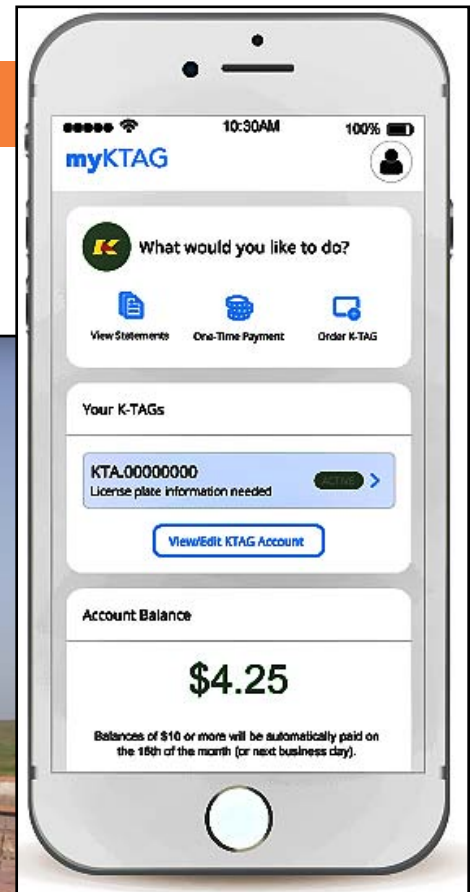 10:30AM
100%
myKTAG
K
What would you like to do?
View Statements
One-Time Payment
Order K-TAG
Your K-TAGs
KTA.00000000
License plate information needed
ACTIVE
View/Edit KTAG Account
Account Balance
$4.25
Balances of $10 or more will be automatically paid on
the 15th of the month (or next business day).